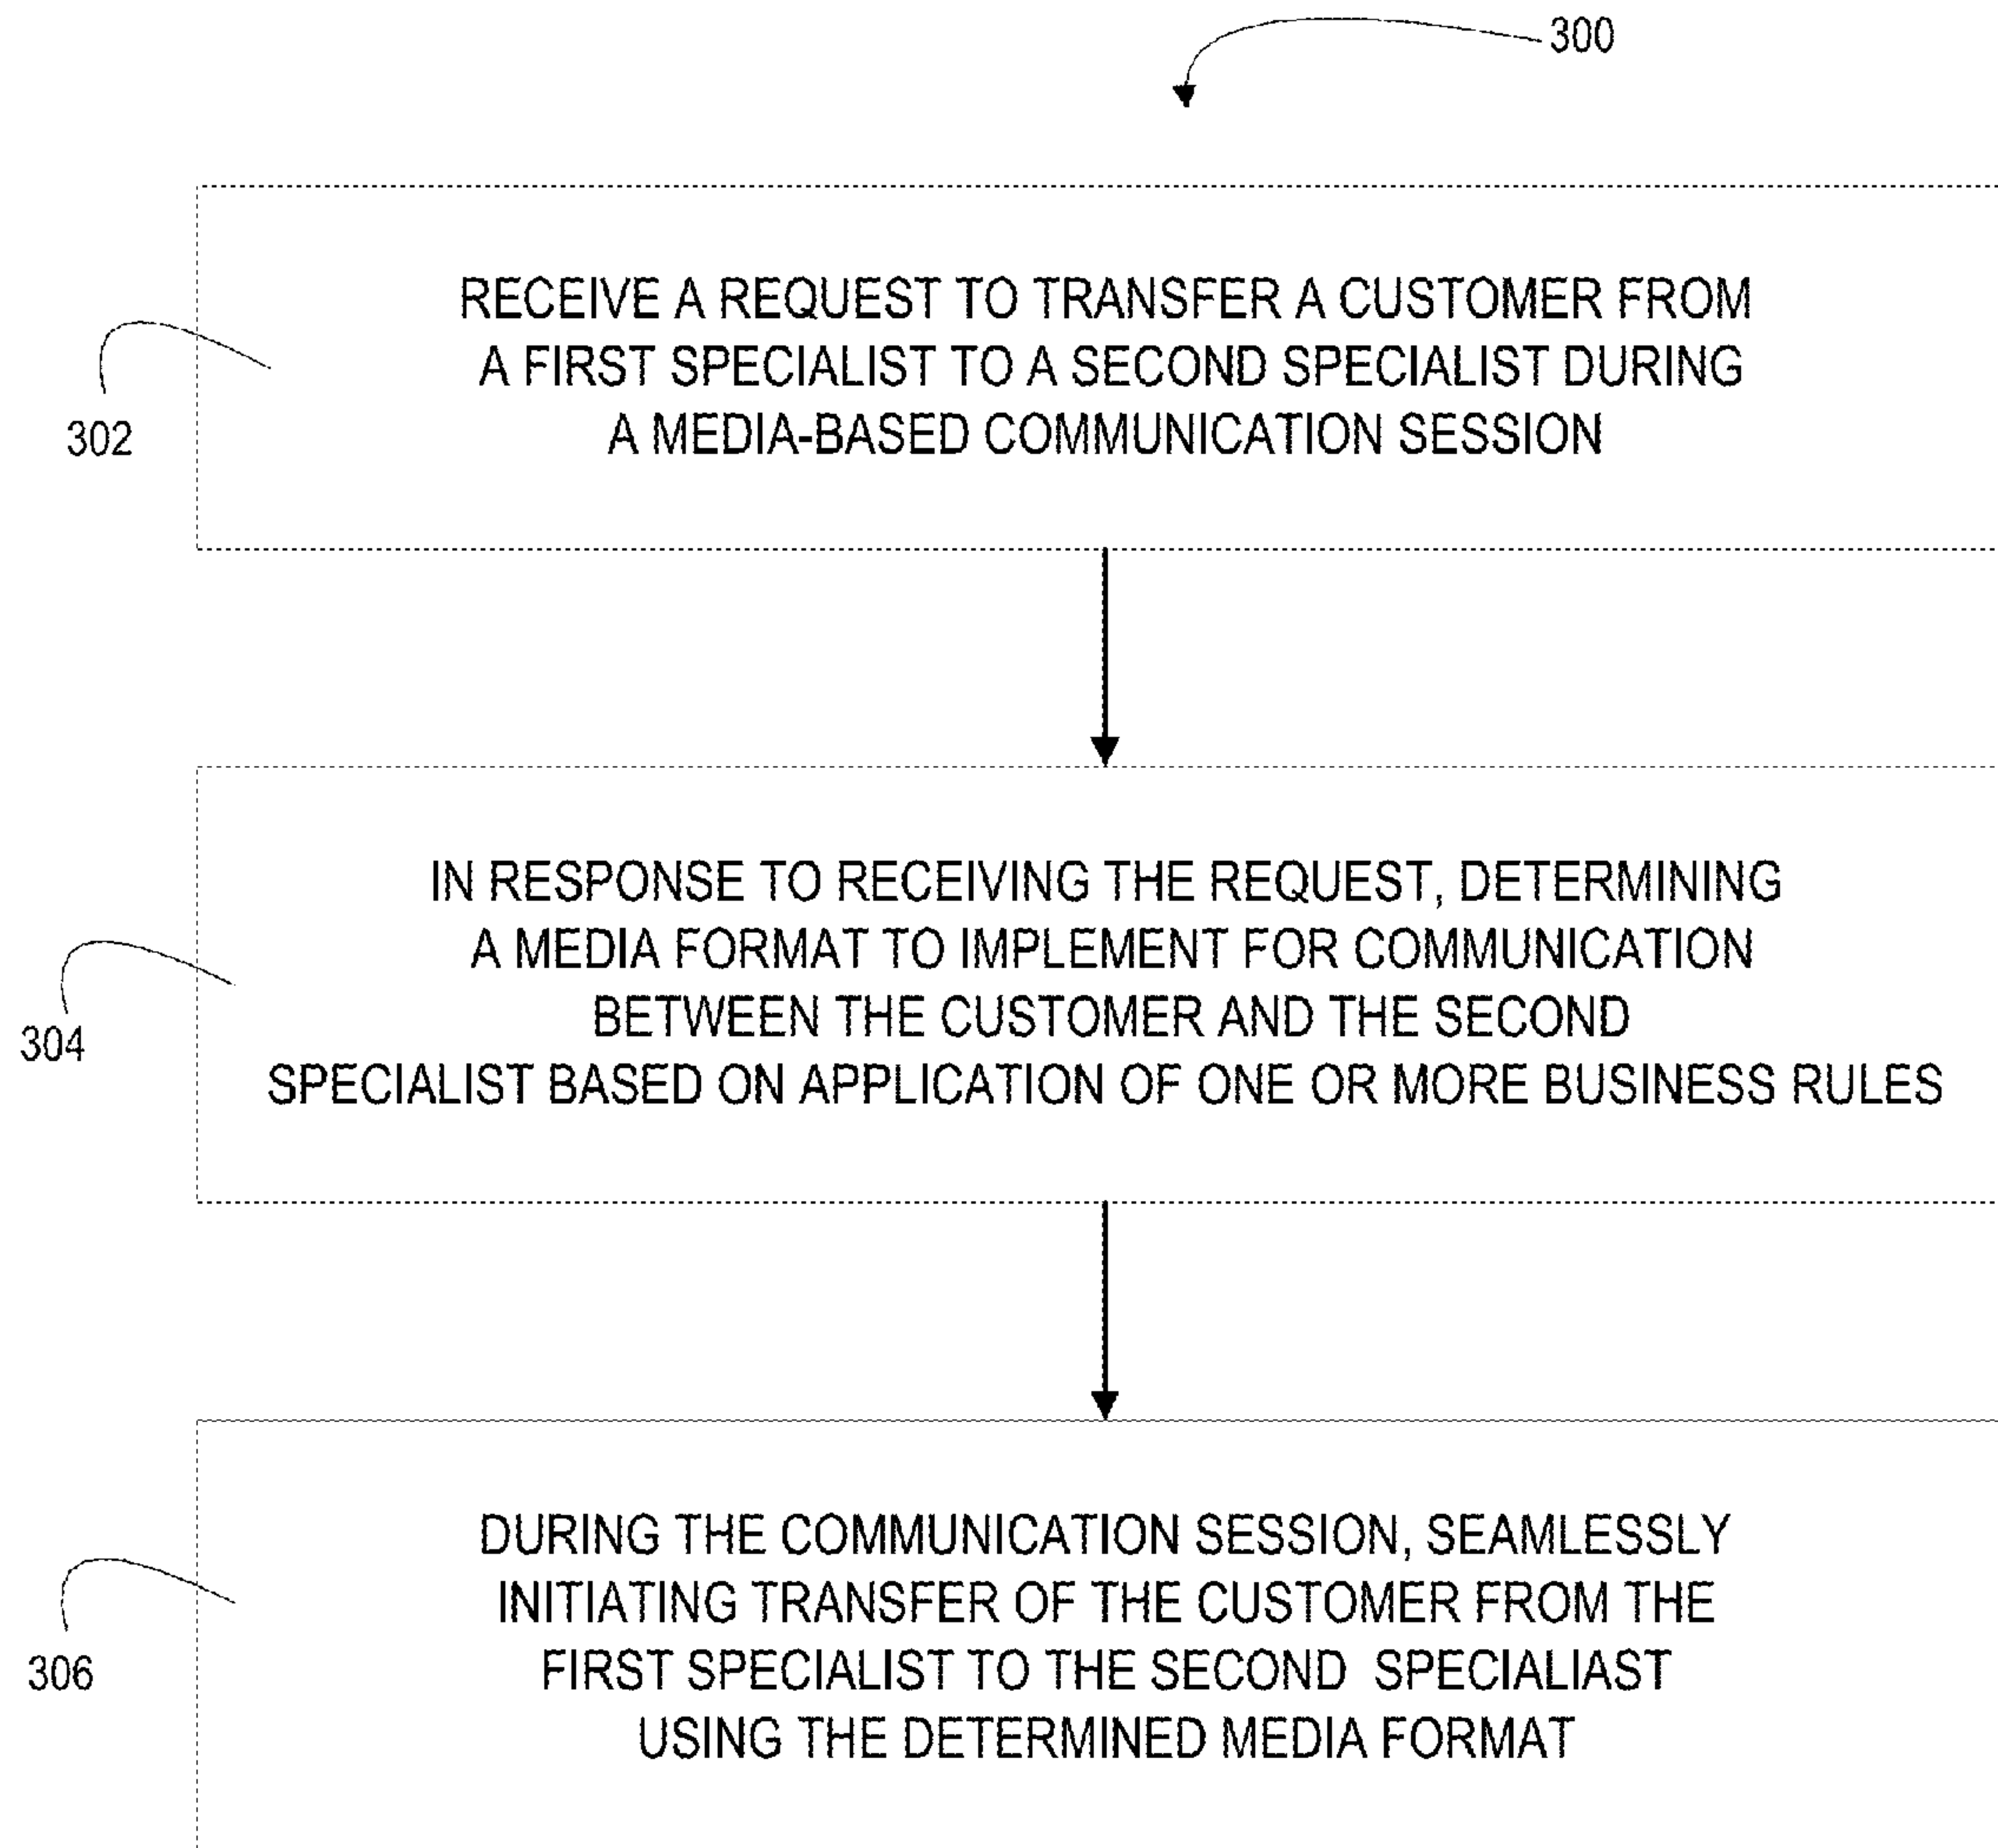 300
RECEIVE A REQUEST TO TRANSFER A CUSTOMER FROM
A FIRST SPECIALIST TO A SECOND SPECIALIST DURING
A MEDIA-BASED COMMUNICATION SESSION
302
IN RESPONSE TO RECEIVING THE REQUEST, DETERMINING
A MEDIA FORMAT TO IMPLEMENT FOR COMMUNICATION
BETWEEN THE CUSTOMER AND THE SECOND
SPECIALIST BASED ON APPLICATION OF ONE OR MORE BUSINESS RULES
304
DURING THE COMMUNICATION SESSION, SEAMLESSLY
INITIATING TRANSFER OF THE CUSTOMER FROM THE
FIRST SPECIALIST TO THE SECOND SPECIALIAST
USING THE DETERMINED MEDIA FORMAT
306